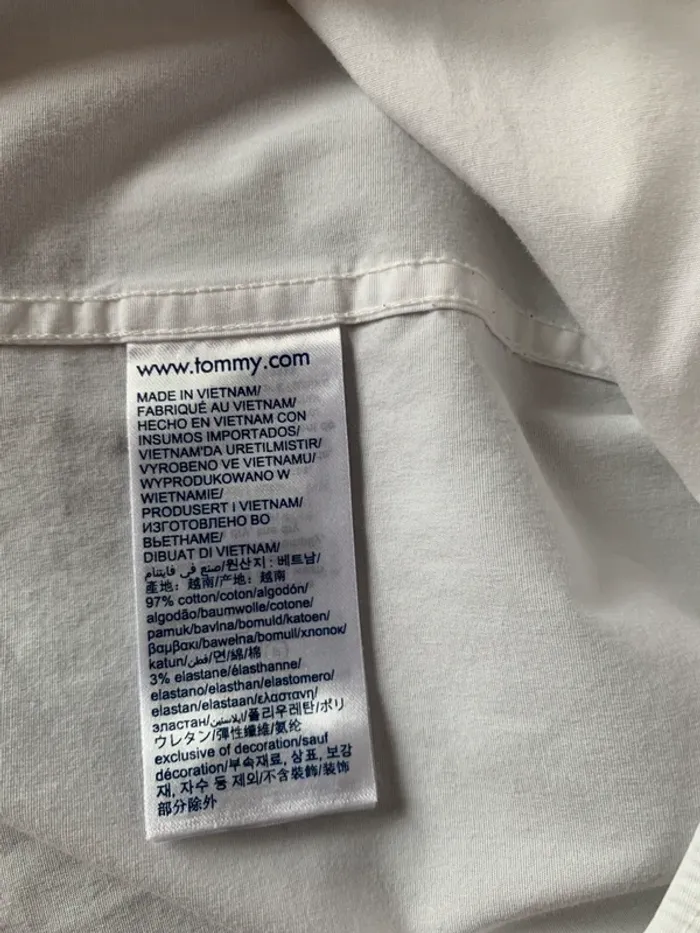 www.tommy.com
MADE IN VIETNAM/
FABRIQUÉ AU VIETNAM/
HECHO EN VIETNAM CON
INSUMOS IMPORTADOS/
VIETNAM'DA URETILMISTIR/
VYROBENO VE VIETNAMU/
WYPRODUKOWANO W
WIETNAMIE/
PRODUSERT I VIETNAM/
ИЗГОТОВЛЕНО ВО
ВЬЕТНАМЕ/
DIBUAT DI VIETNAM/
صنع في فايتنام/원산지 : 베트남/
產地：越南/产地：越南
97% cotton/coton/algodón/
algodão/baumwolle/cotone/
pamuk/bavlna/bomuld/katoen/
βαμβακι/bawełna/bomull/хлопок/
katun/قطن/면/綿/棉
3% elastane/élasthanne/
elastano/elasthan/elastomero/
elastan/elastaan/ελαστανη/
эластан/ايلاستين/폴리우레탄/ポリ
ウレタン/彈性纖維/氨纶
exclusive of decoration/sauf
décoration/부속재료, 상표, 보강
재, 자수 등 제외/不含裝飾/装饰
部分除外